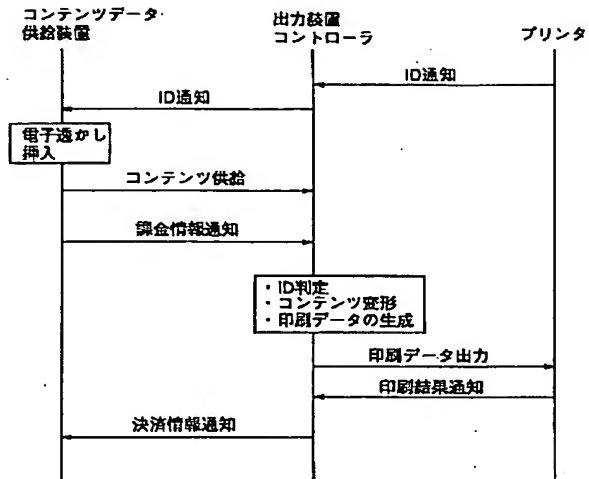 コンテンツデータ
供給装置
出力装置
コントローラ
プリンタ
ID通知
ID通知
電子透かし
挿入
コンテンツ供給
課金情報通知
・ID判定
・コンテンツ変形
・印刷データの生成
印刷データ出力
印刷結果通知
決済情報通知